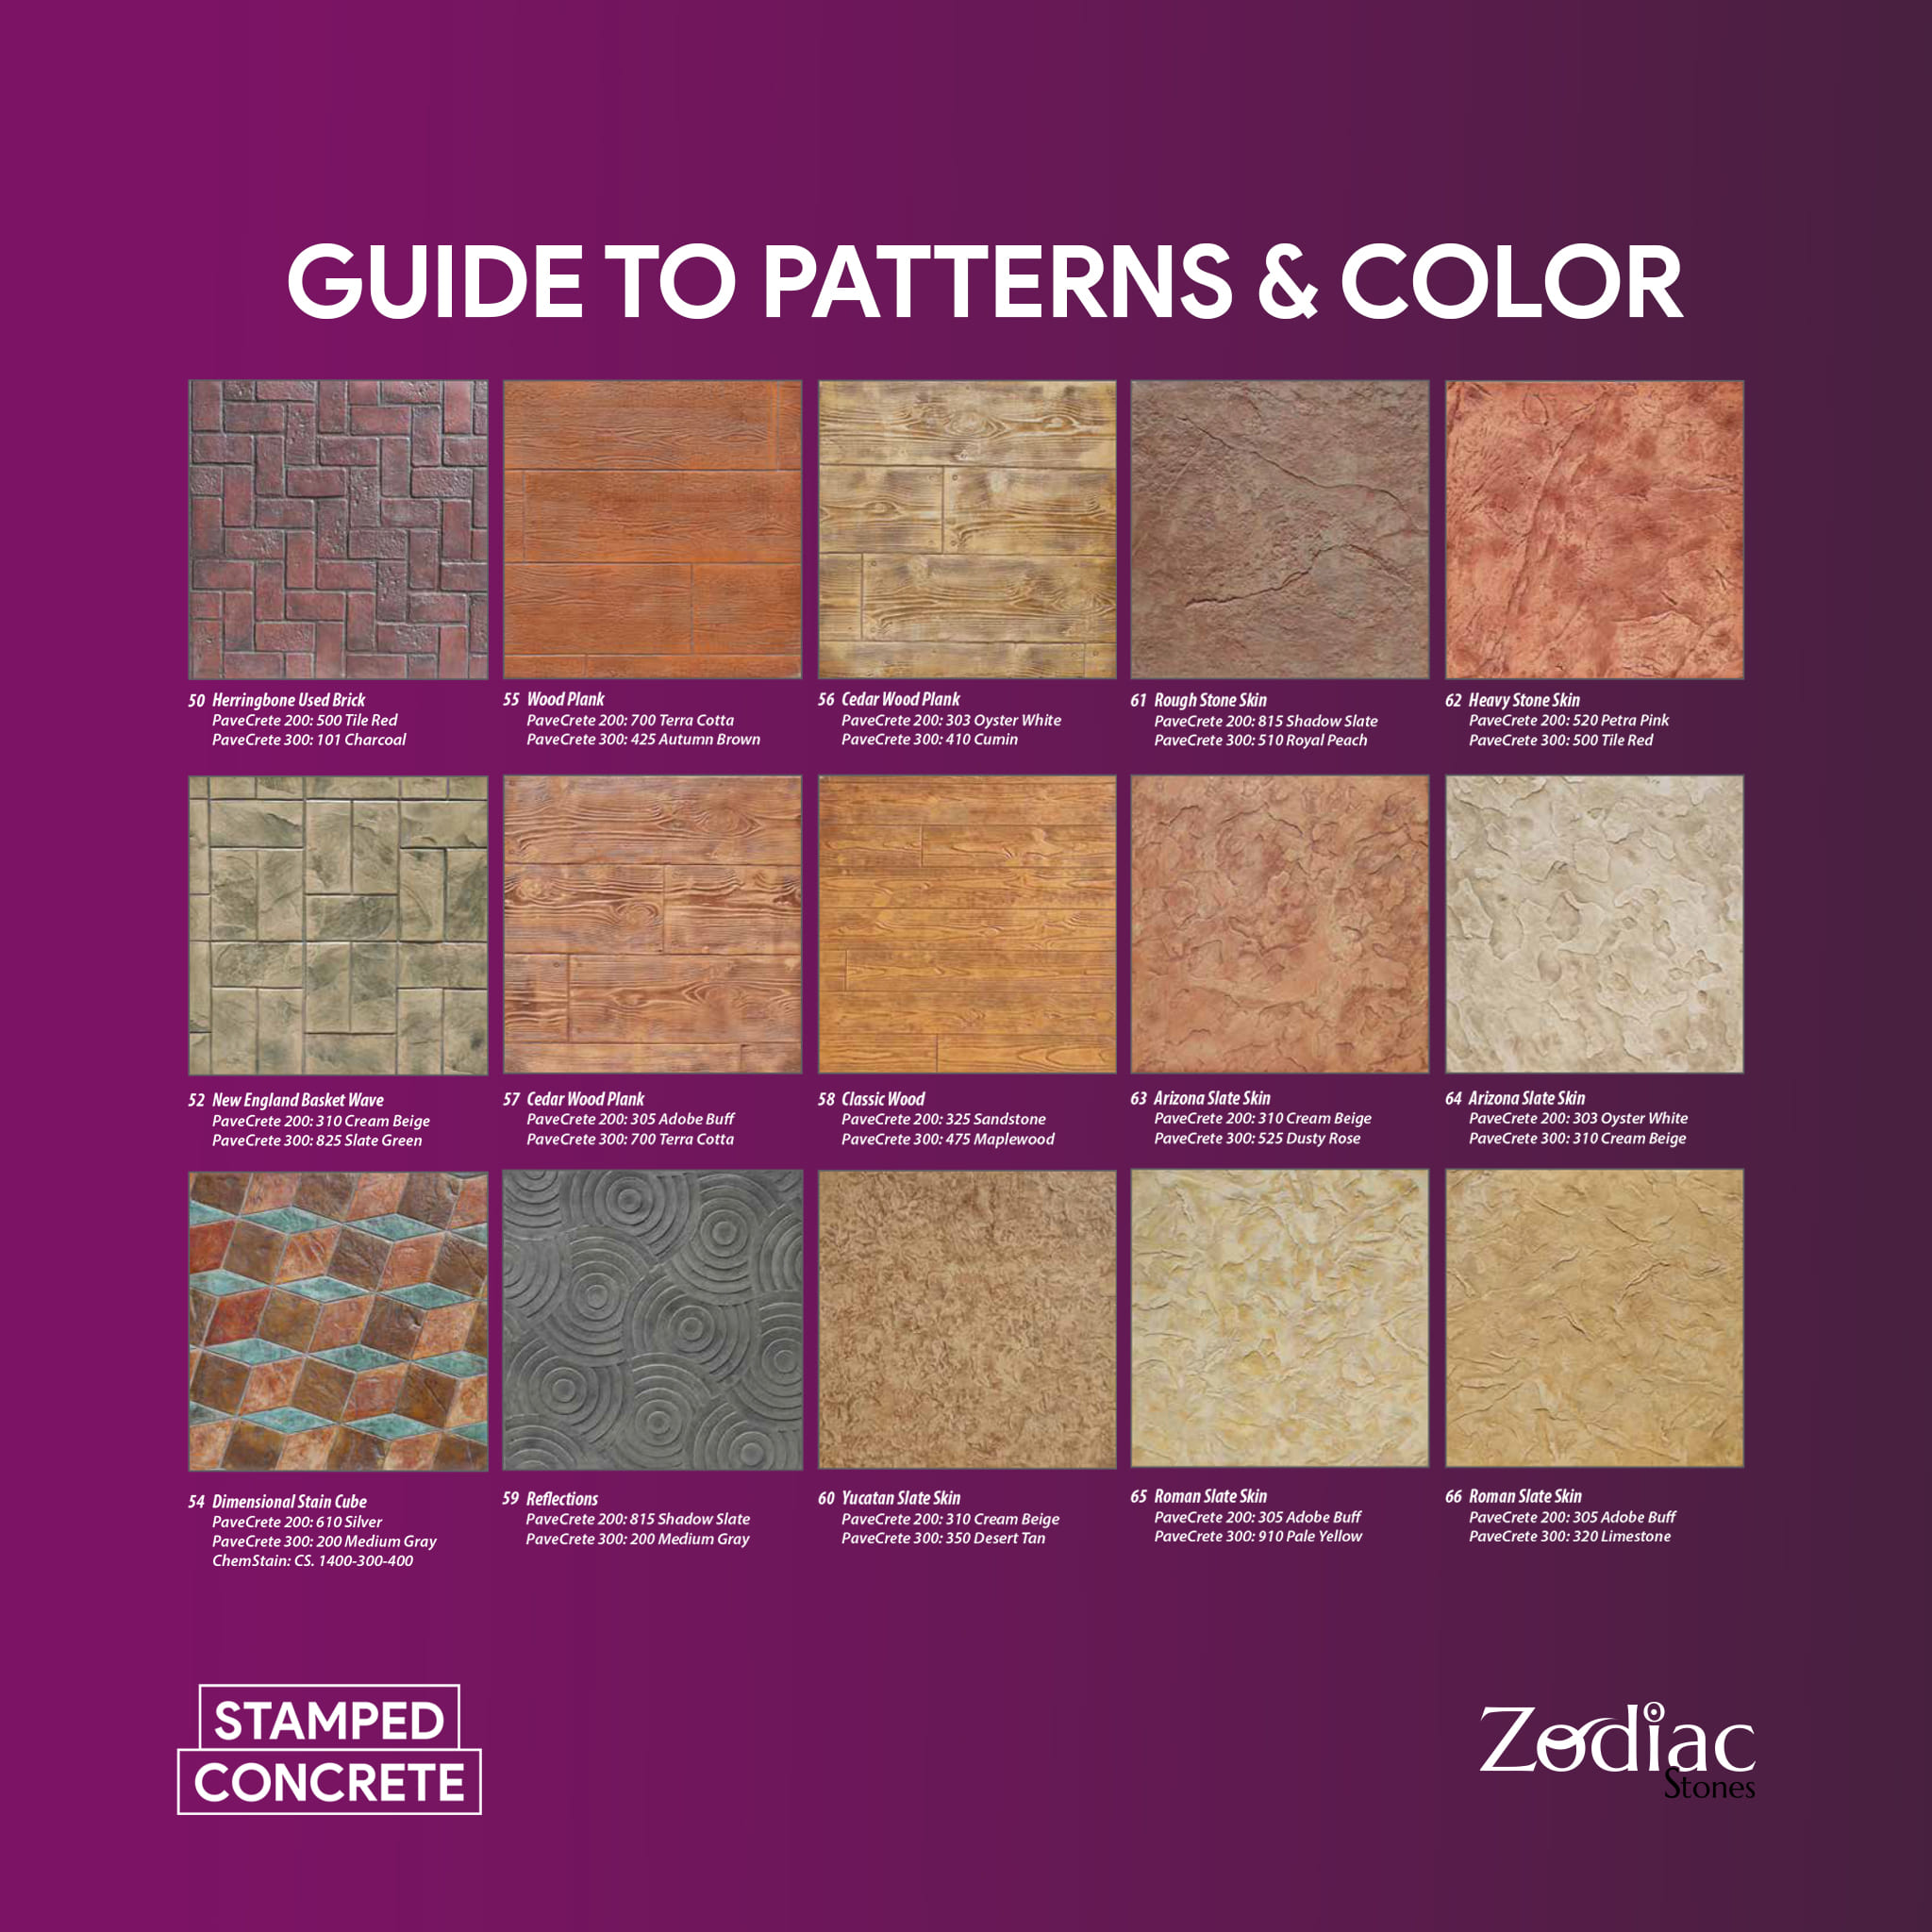 GUIDE TO PATTERNS & COLOR
50 Herringbone Used Brick
PaveCrete 200: 500 Tile Red
PaveCrete 300: 101 Charcoal
55 Wood Plank
PaveCrete 200: 700 Terra Cotta
PaveCrete 300: 425 Autumn Brown
56 Cedar Wood Plank
PaveCrete 200: 303 Oyster White
PaveCrete 300: 410 Cumin
61 Rough Stone Skin
PaveCrete 200: 815 Shadow Slate
PaveCrete 300: 510 Royal Peach
62 Heavy Stone Skin
PaveCrete 200: 520 Petra Pink
PaveCrete 300: 500 Tile Red
52 New England Basket Wave
PaveCrete 200: 310 Cream Beige
PaveCrete 300: 825 Slate Green
57 Cedar Wood Plank
PaveCrete 200: 305 Adobe Buff
PaveCrete 300: 700 Terra Cotta
58 Classic Wood
PaveCrete 200: 325 Sandstone
PaveCrete 300: 475 Maplewood
63 Arizona Slate Skin
PaveCrete 200: 310 Cream Beige
PaveCrete 300: 525 Dusty Rose
64 Arizona Slate Skin
PaveCrete 200: 303 Oyster White
PaveCrete 300: 310 Cream Beige
54 Dimensional Stain Cube
PaveCrete 200: 610 Silver
PaveCrete 300: 200 Medium Gray
ChemStain: CS. 1400-300-400
59 Reflections
PaveCrete 200: 815 Shadow Slate
PaveCrete 300: 200 Medium Gray
60 Yucatan Slate Skin
PaveCrete 200: 310 Cream Beige
PaveCrete 300: 350 Desert Tan
65 Roman Slate Skin
PaveCrete 200: 305 Adobe Buff
PaveCrete 300: 910 Pale Yellow
66 Roman Slate Skin
PaveCrete 200: 305 Adobe Buff
PaveCrete 300: 320 Limestone
STAMPED
CONCRETE
Zodiac
Stones